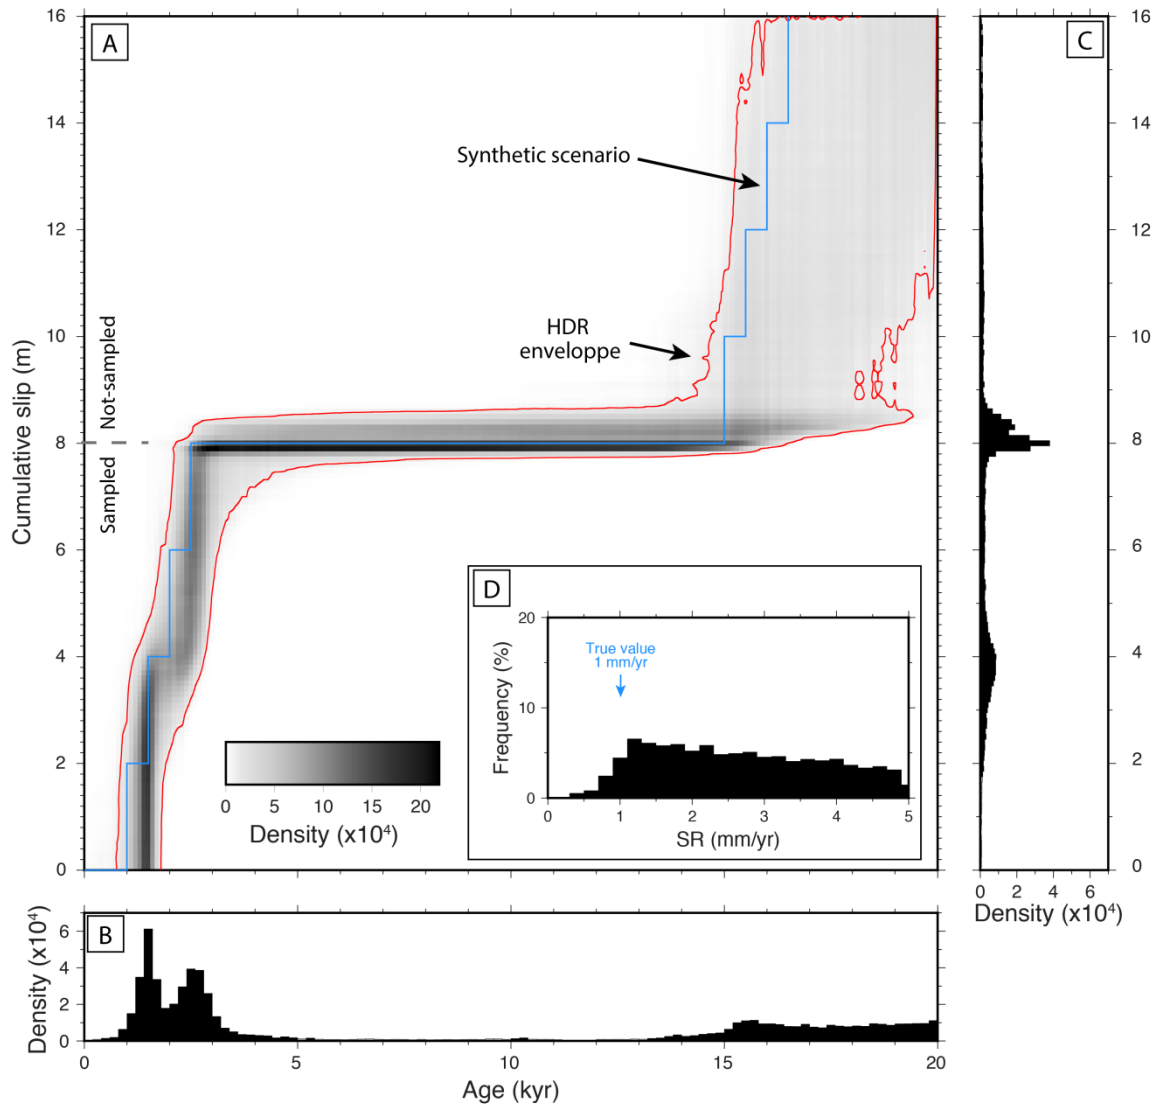 A
C
16
14
12
10
8
6
4
2
0
Cumulative slip (m)
Not-sampled
Sampled
Synthetic scenario
HDR
enveloppe
0
5
10
15
20
Density (x10⁴)
D
20
10
0
Frequency (%)
True value
1 mm/yr
0
1
2
3
4
5
SR (mm/yr)
16
14
12
10
8
6
4
2
0
0
2
4
6
Density (x10⁴)
B
6
4
2
0
Density (x10⁴)
0
5
10
15
20
Age (kyr)